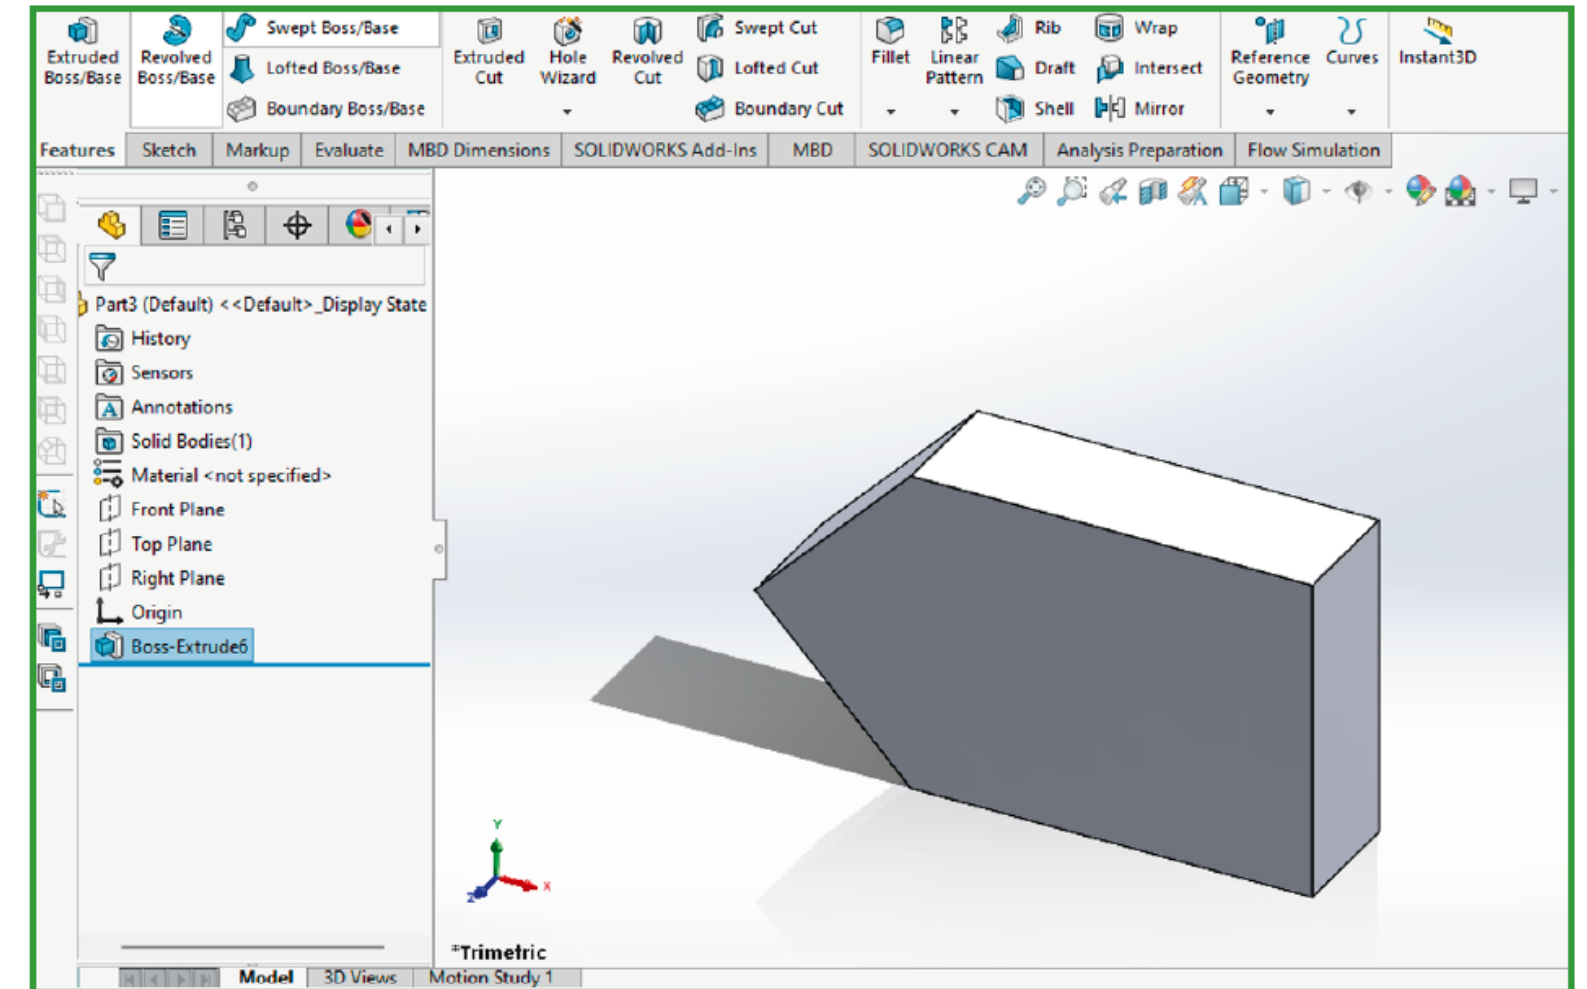 Extruded Boss/Base
Revolved Boss/Base
Swept Boss/Base
Lofted Boss/Base
Boundary Boss/Base
Extruded Cut
Hole Wizard
Revolved Cut
Swept Cut
Lofted Cut
Boundary Cut
Fillet
Linear Pattern
Rib
Draft
Shell
Wrap
Intersect
Mirror
Reference Geometry
Curves
Instant3D
Features Sketch Markup Evaluate MBD Dimensions SOLIDWORKS Add-Ins MBD SOLIDWORKS CAM Analysis Preparation Flow Simulation
Part3 (Default) <<Default>_Display State
History
Sensors
A Annotations
Solid Bodies(1)
Material <not specified>
Front Plane
Top Plane
Right Plane
Origin
Boss-Extrude6
Y
X
Z
*Trimetric
Model 3D Views Motion Study 1